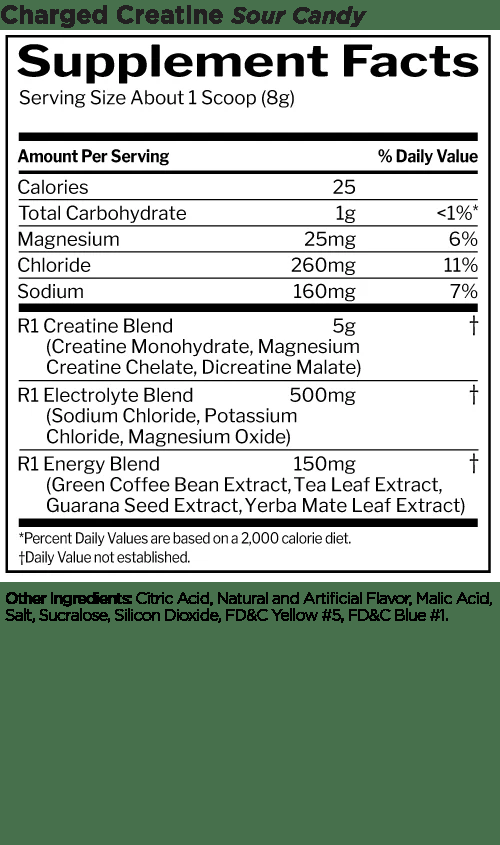 Charged Creatine Sour Candy
Supplement Facts
Serving Size About 1 Scoop (8g)
Amount Per Serving % Daily Value
Calories 25
Total Carbohydrate 1g <1%*
Magnesium 25mg 6%
Chloride 260mg 11%
Sodium 160mg 7%
R1 Creatine Blend 5g †
(Creatine Monohydrate, Magnesium
Creatine Chelate, Dicreatine Malate)
R1 Electrolyte Blend 500mg †
(Sodium Chloride, Potassium
Chloride, Magnesium Oxide)
R1 Energy Blend 150mg †
(Green Coffee Bean Extract, Tea Leaf Extract,
Guarana Seed Extract, Yerba Mate Leaf Extract)
*Percent Daily Values are based on a 2,000 calorie diet.
†Daily Value not established.
Other Ingredients: Citric Acid, Natural and Artificial Flavor, Malic Acid,
Salt, Sucralose, Silicon Dioxide, FD&C Yellow #5, FD&C Blue #1.